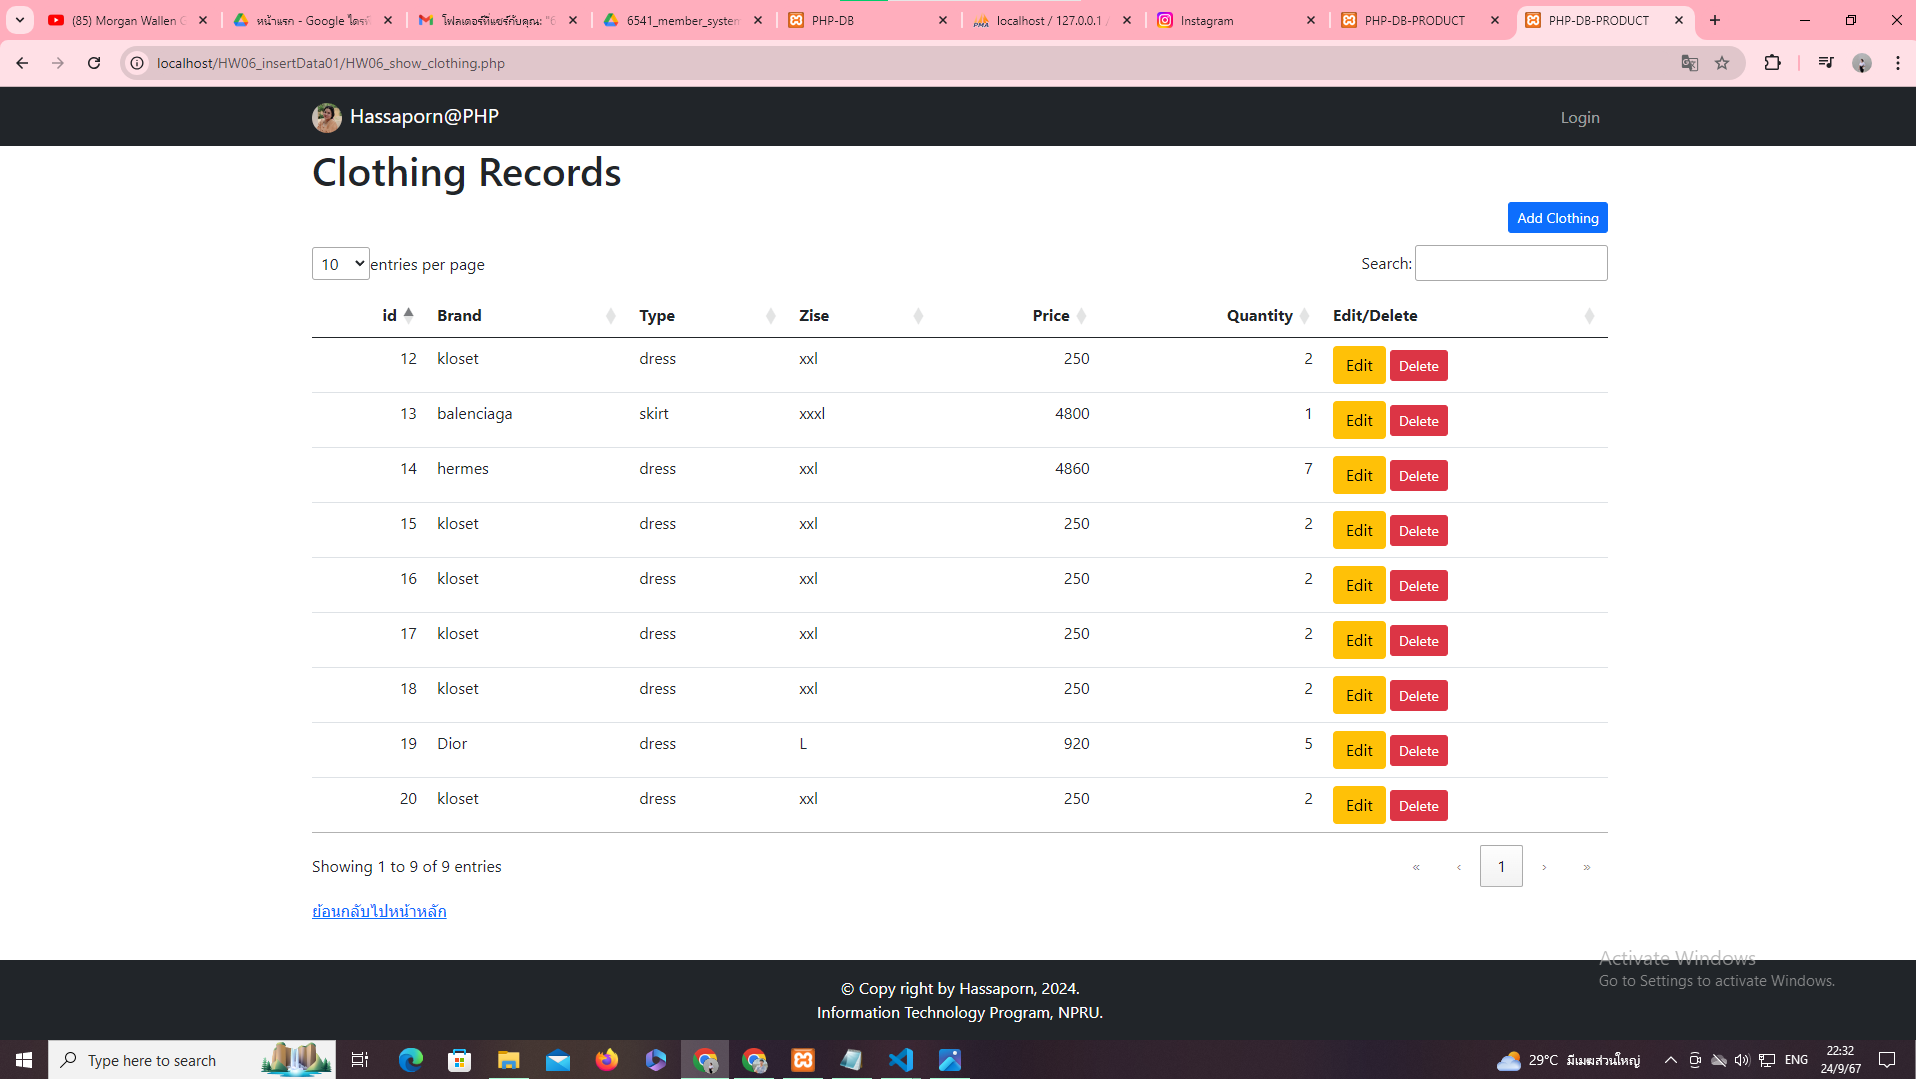 (85) Morgan Wallen
หน้าแรก - Google ไดรฟ์
โฟลเดอร์ที่แชร์กับคุณ: "6
6541_member_system
PHP-DB
localhost / 127.0.0.1 /
Instagram
PHP-DB-PRODUCT
PHP-DB-PRODUCT
localhost/HW06_insertData01/HW06_show_clothing.php
Hassaporn@PHP
Login
Clothing Records
Add Clothing
10 entries per page
Search:
id Brand Type Zise Price Quantity Edit/Delete
12 kloset dress xxl 250 2 Edit Delete
13 balenciaga skirt xxxl 4800 1 Edit Delete
14 hermes dress xxl 4860 7 Edit Delete
15 kloset dress xxl 250 2 Edit Delete
16 kloset dress xxl 250 2 Edit Delete
17 kloset dress xxl 250 2 Edit Delete
18 kloset dress xxl 250 2 Edit Delete
19 Dior dress L 920 5 Edit Delete
20 kloset dress xxl 250 2 Edit Delete
Showing 1 to 9 of 9 entries
« ‹ 1 › »
ย้อนกลับไปหน้าหลัก
Activate Windows
Go to Settings to activate Windows.
© Copy right by Hassaporn, 2024.
Information Technology Program, NPRU.
Type here to search
29°C มีเมฆส่วนใหญ่
ENG
22:32
24/9/67